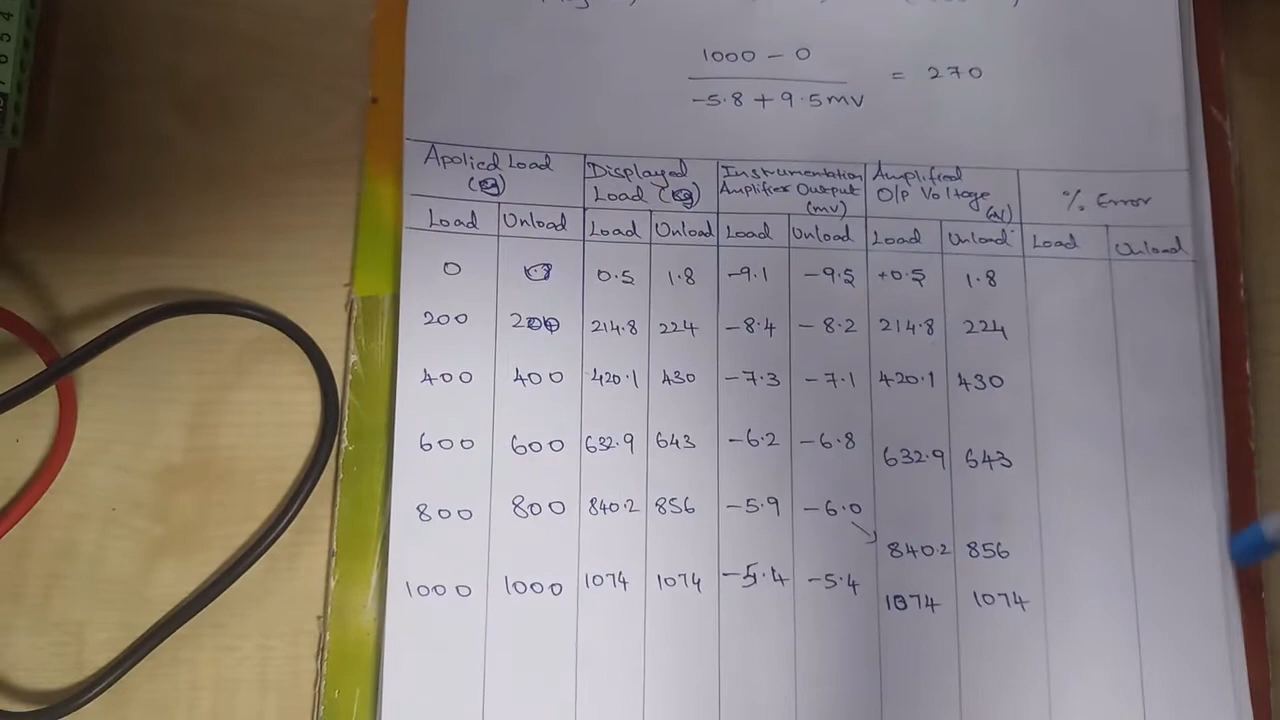 1000 - 0
-5.8 + 9.5mv
= 270
Apolied Load Displayed Load Instrumentation Amplifier Output (mv) Amplified O/P Voltage % Error
Load Unload Load Unload Load Unload Load Unload Load Unload
0 0.5 1.8 -9.1 -9.5 +0.5 1.8
200 200 214.8 224 -8.4 -8.2 214.8 224
400 400 420.1 430 -7.3 -7.1 420.1 430
600 600 632.9 643 -6.2 -6.8 632.9 643
800 800 840.2 856 -5.9 -6.0 840.2 856
1000 1000 1074 1074 -5.4 -5.4 1074 1074